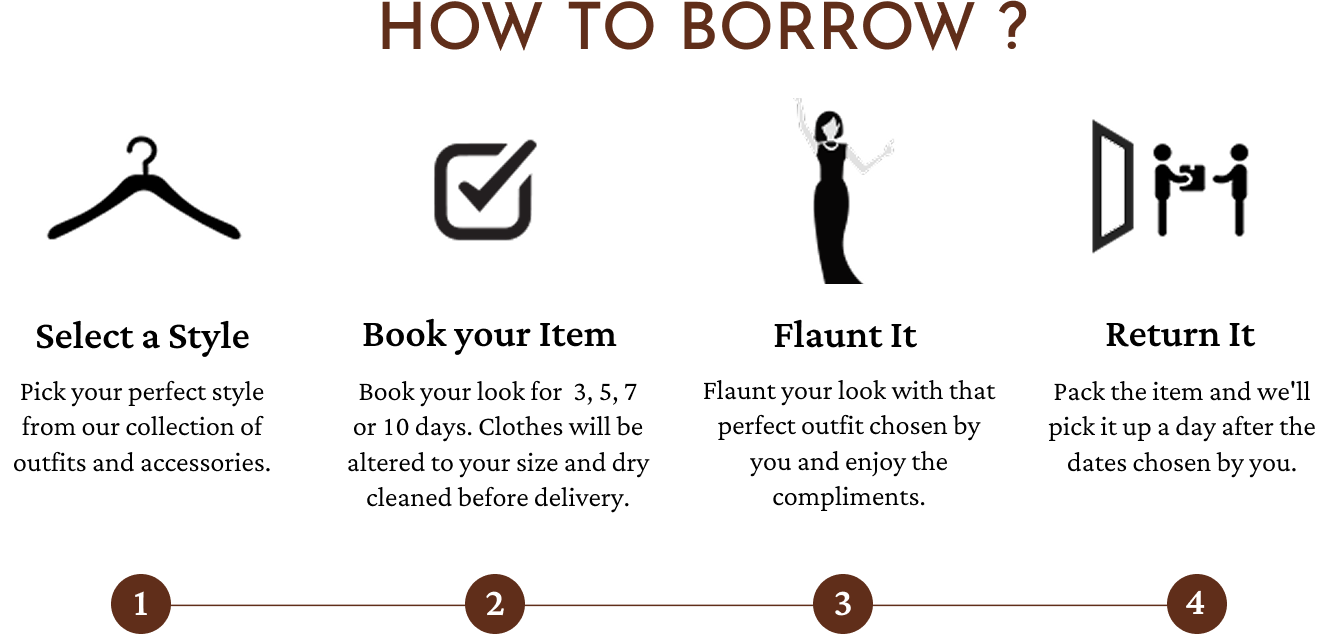 HOW TO BORROW ?
Select a Style
Pick your perfect style
from our collection of
outfits and accessories.
Book your Item
Book your look for 3, 5, 7
or 10 days. Clothes will be
altered to your size and dry
cleaned before delivery.
Flaunt It
Flaunt your look with that
perfect outfit chosen by
you and enjoy the
compliments.
Return It
Pack the item and we'll
pick it up a day after the
dates chosen by you.
1
2
3
4